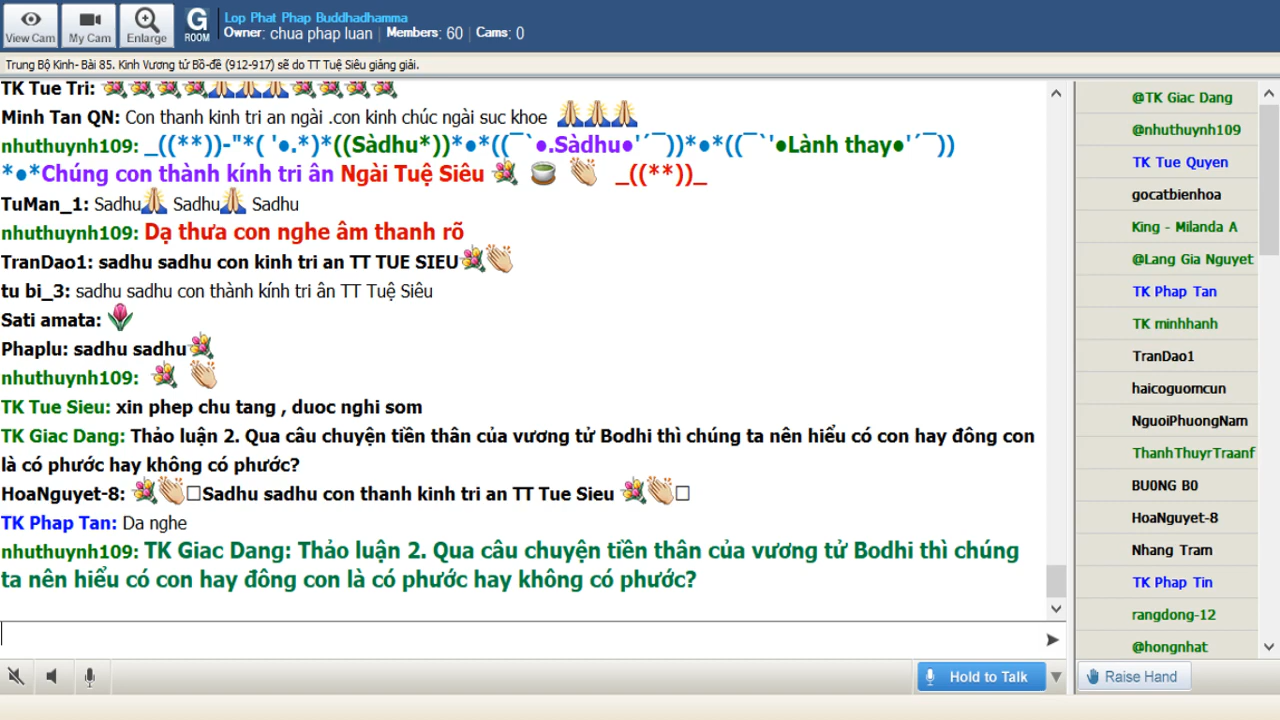 View Cam
My Cam
Enlarge
G
ROOM
Lop Phat Phap Buddhadhamma
Owner: chua phap luan | Members: 60 | Cams: 0
Trung Bộ Kinh- Bài 85. Kinh Vương tử Bồ-đề (912-917) sẽ do TT Tuệ Siêu giảng giải.
TK Tue Tri:
Minh Tan QN: Con thanh kinh tri an ngài .con kinh chúc ngài suc khoe
nhuthuynh109: _((**))-"*( '●.*)*((Sàdhu*))*●*((¯`●.Sàdhu●'´¯))*●*((¯`'●Lành thay●'´¯))
*●*Chúng con thành kính tri ân Ngài Tuệ Siêu _((**))_
TuMan_1: Sadhu Sadhu Sadhu
nhuthuynh109: Dạ thưa con nghe âm thanh rõ
TranDao1: sadhu sadhu con kinh tri an TT TUE SIEU
tu bi_3: sadhu sadhu con thành kính tri ân TT Tuệ Siêu
Sati amata:
Phaplu: sadhu sadhu
nhuthuynh109:
TK Tue Sieu: xin phep chu tang , duoc nghi som
TK Giac Dang: Thảo luận 2. Qua câu chuyện tiền thân của vương tử Bodhi thì chúng ta nên hiểu có con hay đông con
là có phước hay không có phước?
HoaNguyet-8: Sadhu sadhu con thanh kinh tri an TT Tue Sieu
TK Phap Tan: Da nghe
nhuthuynh109: TK Giac Dang: Thảo luận 2. Qua câu chuyện tiền thân của vương tử Bodhi thì chúng
ta nên hiểu có con hay đông con là có phước hay không có phước?
Hold to Talk
@TK Giac Dang
@nhuthuynh109
TK Tue Quyen
gocatbienhoa
King - Milanda A
@Lang Gia Nguyet
TK Phap Tan
TK minhhanh
TranDao1
haicoguomcun
NguoiPhuongNam
ThanhThuyrTraanf
BU0NG B0
HoaNguyet-8
Nhang Tram
TK Phap Tin
rangdong-12
@hongnhat
Raise Hand